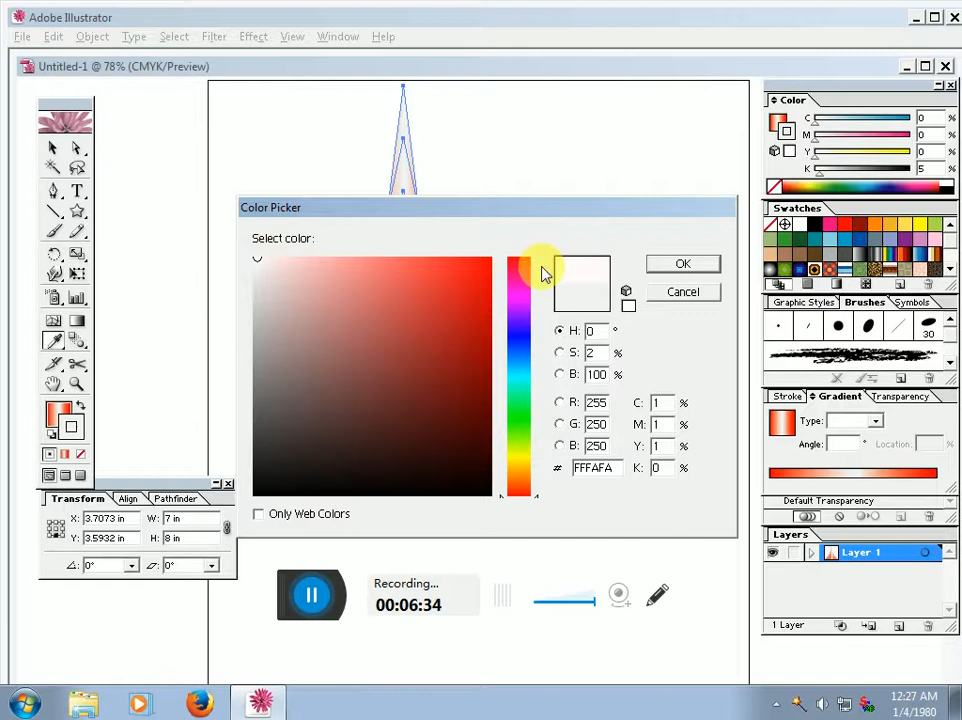 Adobe Illustrator
File Edit Object Type Select Filter Effect View Window Help
Untitled-1 @ 78% (CMYK/Preview)
Color
C 0 %
M 0 %
Y 0 %
K 5 %
Swatches
Graphic Styles Brushes Symbols
30
Stroke Gradient Transparency
Type:
Angle: ° Location: %
Default Transparency
Layers
Layer 1
1 Layer
Color Picker
Select color:
OK
Cancel
H: 0 °
S: 2 %
B: 100 %
R: 255 C: 1 %
G: 250 M: 1 %
B: 250 Y: 1 %
# FFFAFA K: 0 %
Only Web Colors
Transform Align Pathfinder
X: 3.7073 in W: 7 in
Y: 3.5932 in H: 8 in
0° 0°
Recording...
00:06:34
12:27 AM
1/4/1980